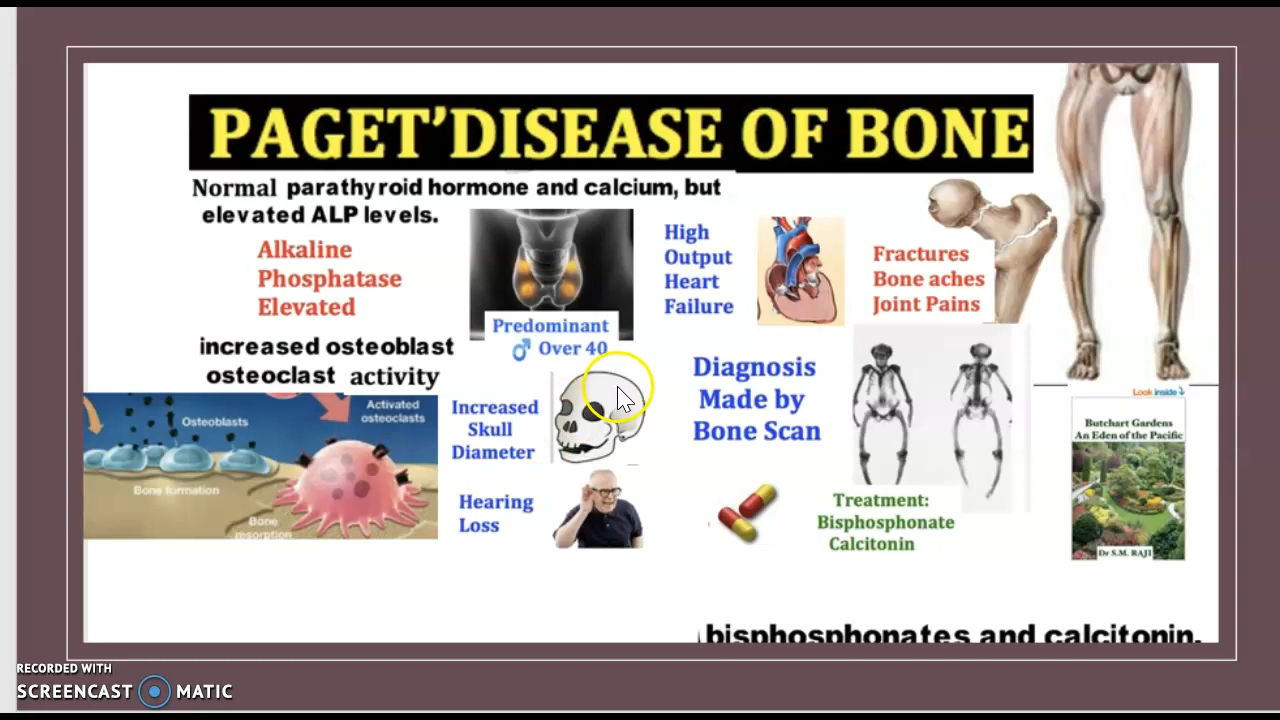 PAGET’DISEASE OF BONE
Normal parathyroid hormone and calcium, but
elevated ALP levels.
Alkaline
Phosphatase
Elevated
increased osteoblast
osteoclast activity
Osteoblasts
Activated
osteoclasts
Bone formation
Bone
resorption
Predominant
♂ Over 40
Increased
Skull
Diameter
Hearing
Loss
High
Output
Heart
Failure
Fractures
Bone aches
Joint Pains
Diagnosis
Made by
Bone Scan
Treatment:
Bisphosphonate
Calcitonin
Look inside
Butchart Gardens
An Eden of the Pacific
Dr S.M. RAJI
bisphosphonates and calcitonin.
RECORDED WITH
SCREENCAST MATIC